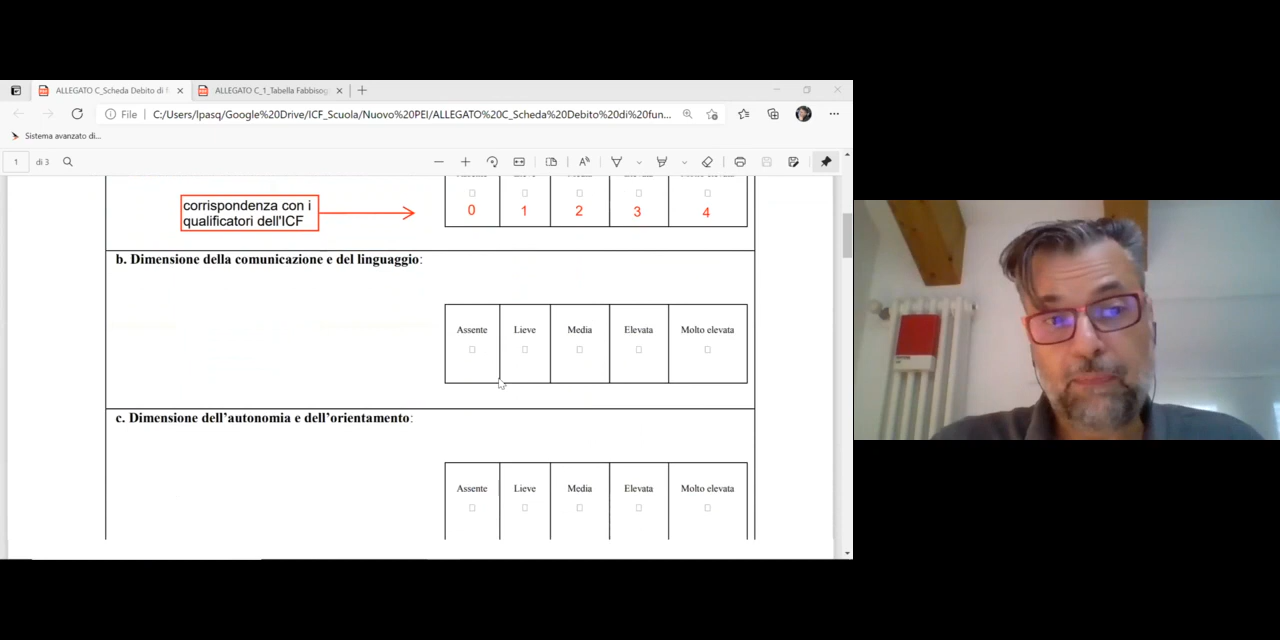 ALLEGATO C_Scheda Debito di
ALLEGATO C_1_Tabella Fabbisog
File
C:/Users/lpasq/Google%20Drive/ICF_Scuola/Nuovo%20PEI/ALLEGATO%20C_Scheda%20Debito%20di%20fun...
Sistema avanzato di...
1 di 3
corrispondenza con i
qualificatori dell'ICF
0 1 2 3 4
b. Dimensione della comunicazione e del linguaggio:
Assente Lieve Media Elevata Molto elevata
c. Dimensione dell'autonomia e dell'orientamento:
Assente Lieve Media Elevata Molto elevata